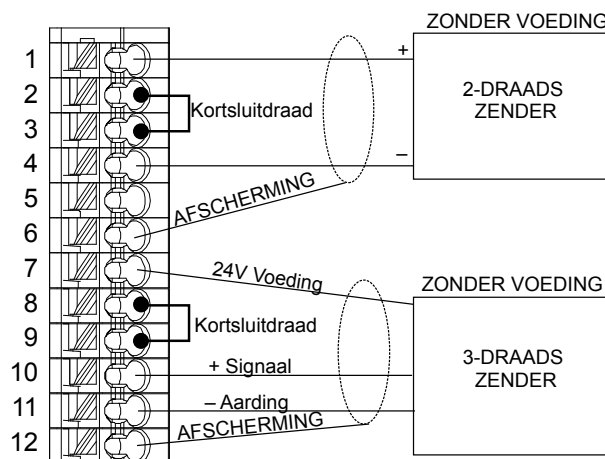 1
2
3
4
5
6
7
8
9
10
11
12
ZONDER VOEDING
+
2-DRAADS
ZENDER
Kortsluitdraad
–
AFSCHERMING
24V Voeding
ZONDER VOEDING
Kortsluitdraad
3-DRAADS
ZENDER
+ Signaal
– Aarding
AFSCHERMING